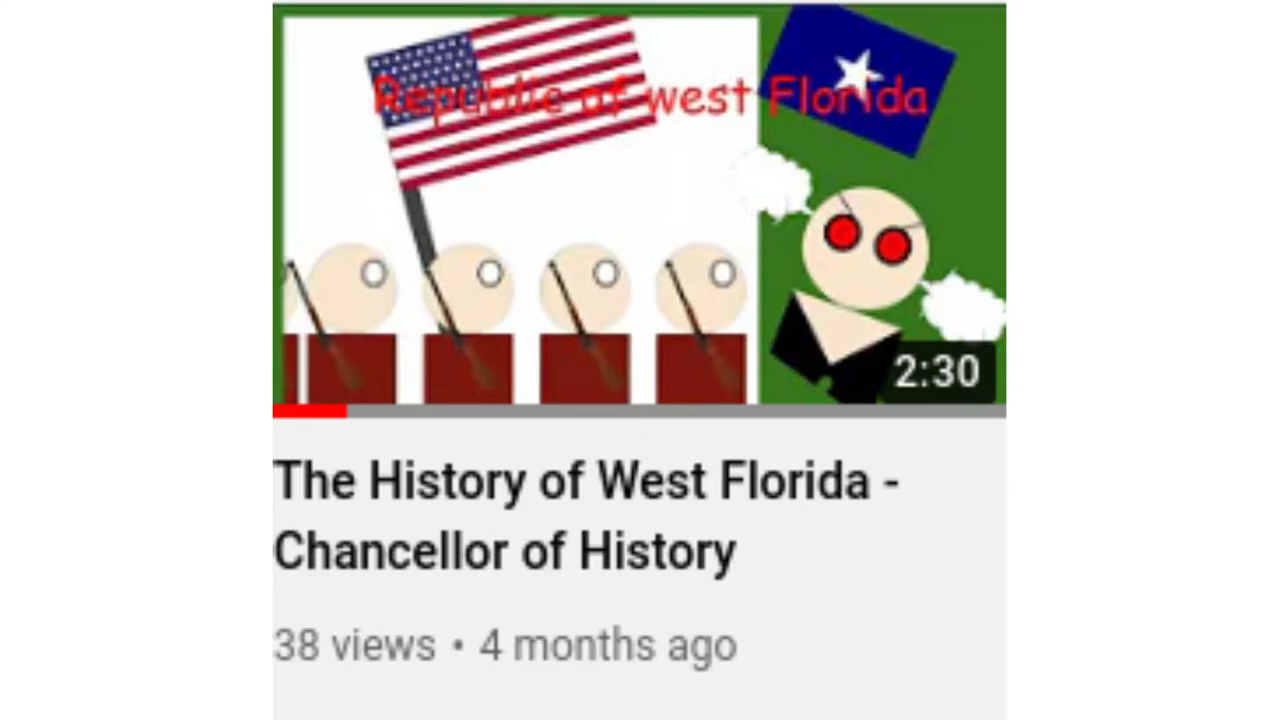 Republic of west Florida
2:30
The History of West Florida -
Chancellor of History
38 views • 4 months ago